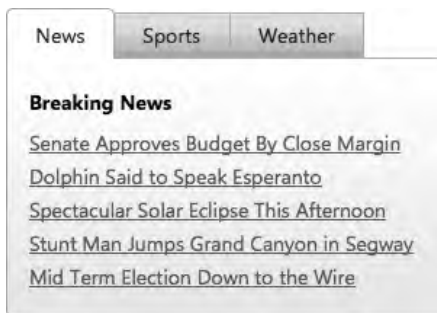 News Sports Weather
Breaking News
Senate Approves Budget By Close Margin
Dolphin Said to Speak Esperanto
Spectacular Solar Eclipse This Afternoon
Stunt Man Jumps Grand Canyon in Segway
Mid Term Election Down to the Wire